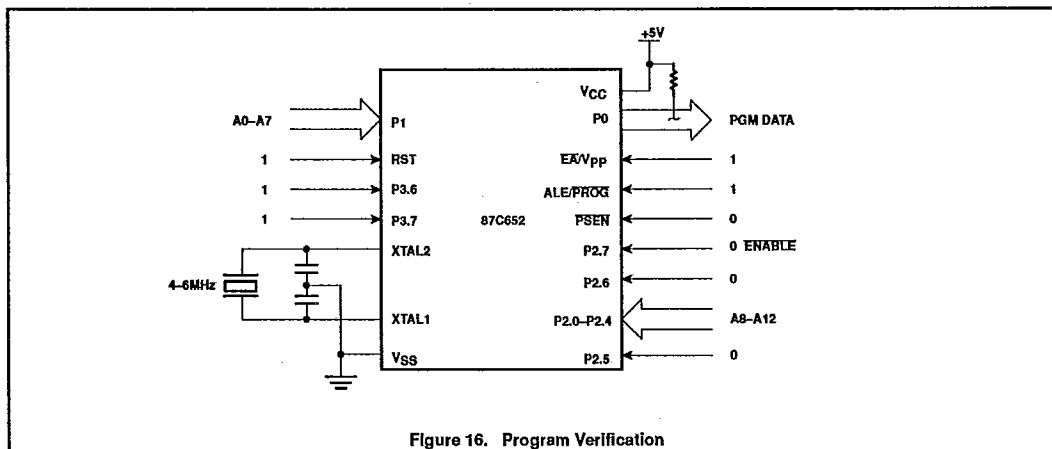 +5V
VCC
P0
PGM DATA
A0–A7
P1
1
RST
EA/VPP
1
1
P3.6
ALE/PROG
1
1
P3.7
87C652
PSEN
0
XTAL2
P2.7
0 ENABLE
4–6MHz
P2.6
0
XTAL1
P2.0–P2.4
A8–A12
VSS
P2.5
0
Figure 16. Program Verification